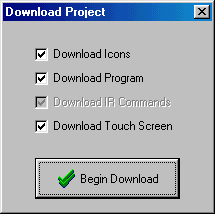 Download Project
Download Icons
Download Program
Download IR Commands
Download Touch Screen
Begin Download